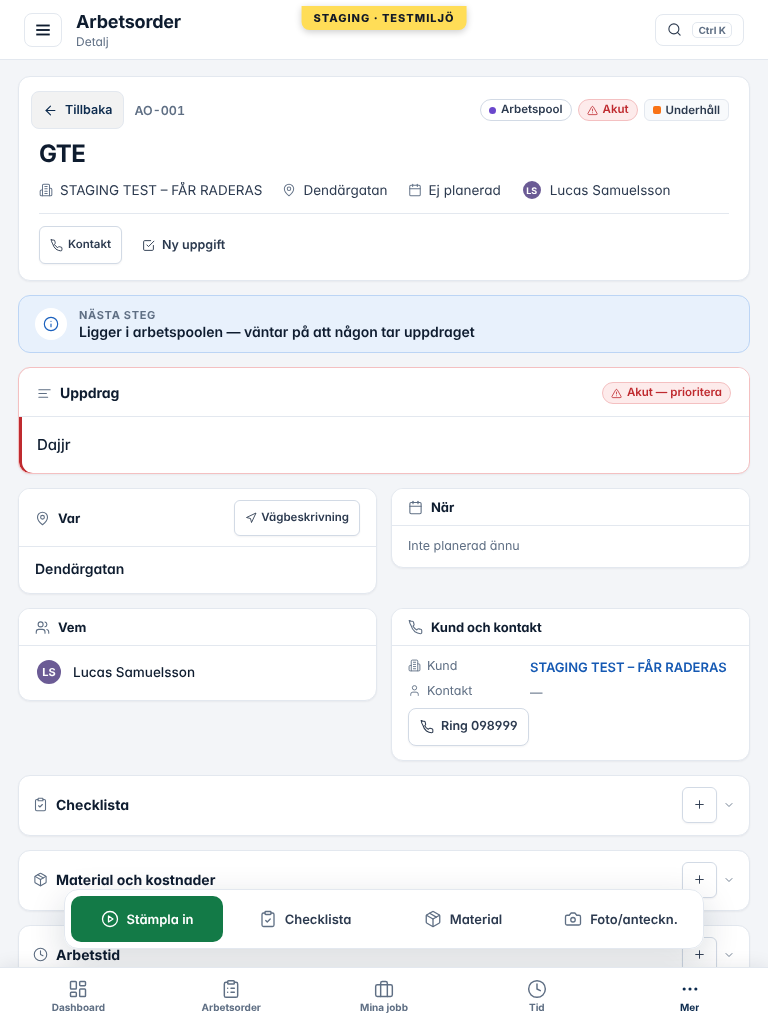 Arbetsorder
Detalj
STAGING · TESTMILJÖ
Ctrl K
Tillbaka
AO-001
Arbetspool
Akut
Underhåll
GTE
STAGING TEST – FÅR RADERAS
Dendärgatan
Ej planerad
LS
Lucas Samuelsson
Kontakt
Ny uppgift
NÄSTA STEG
Ligger i arbetspoolen — väntar på att någon tar uppdraget
Uppdrag
Akut — prioritera
Dajjr
Var
Vägbeskrivning
Dendärgatan
När
Inte planerad ännu
Vem
LS
Lucas Samuelsson
Kund och kontakt
Kund
STAGING TEST – FÅR RADERAS
Kontakt
—
Ring 098999
Checklista
Material och kostnader
Arbetstid
Stämpla in
Checklista
Material
Foto/anteckn.
Dashboard
Arbetsorder
Mina jobb
Tid
Mer